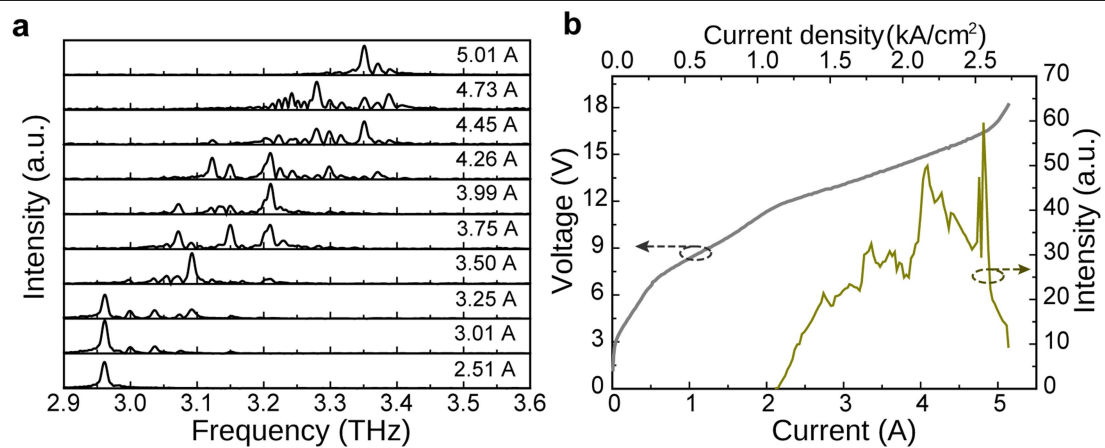 a
Intensity (a.u.)
5.01 A
4.73 A
4.45 A
4.26 A
3.99 A
3.75 A
3.50 A
3.25 A
3.01 A
2.51 A
2.9 3.0 3.1 3.2 3.3 3.4 3.5 3.6
Frequency (THz)
b
Current density (kA/cm²)
0.0 0.5 1.0 1.5 2.0 2.5
Voltage (V)
18
15
12
9
6
3
0
70
60
50
40
30
20
10
0
Intensity (a.u.)
0 1 2 3 4 5
Current (A)